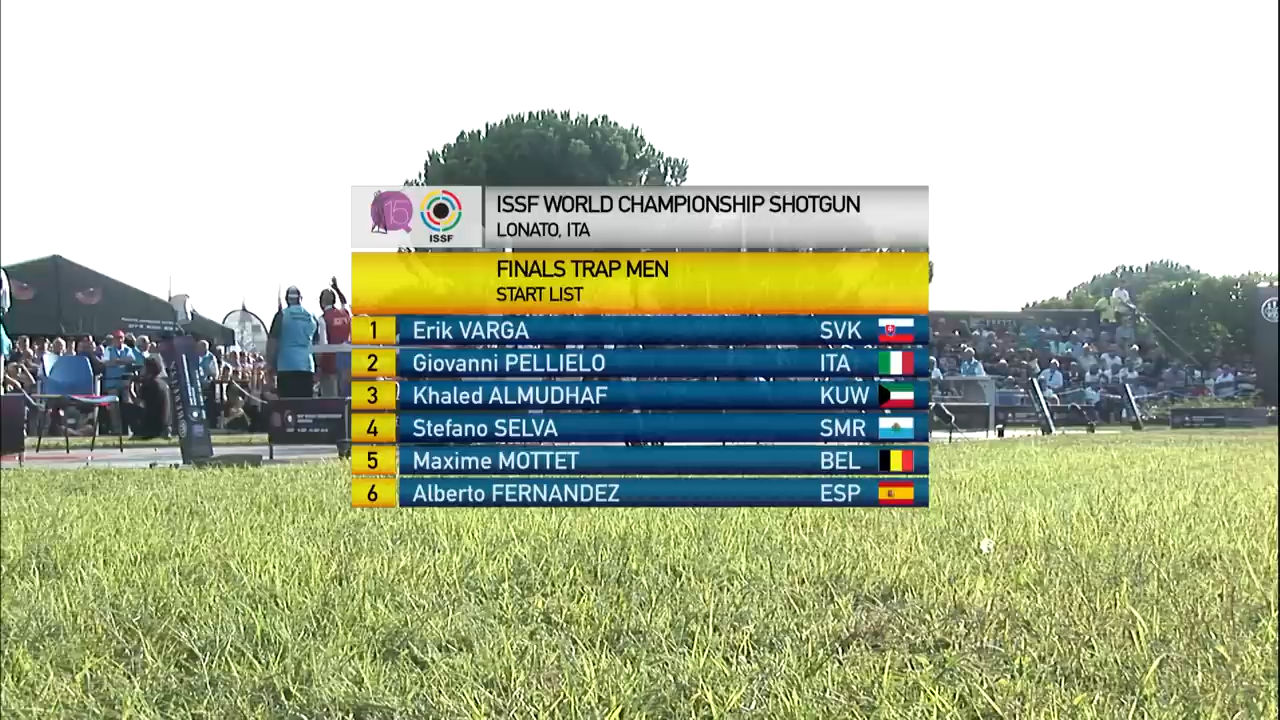 15
ISSF
ISSF WORLD CHAMPIONSHIP SHOTGUN
LONATO, ITA
FINALS TRAP MEN
START LIST
1 Erik VARGA SVK
2 Giovanni PELLIELO ITA
3 Khaled ALMUDHAF KUW
4 Stefano SELVA SMR
5 Maxime MOTTET BEL
6 Alberto FERNANDEZ ESP